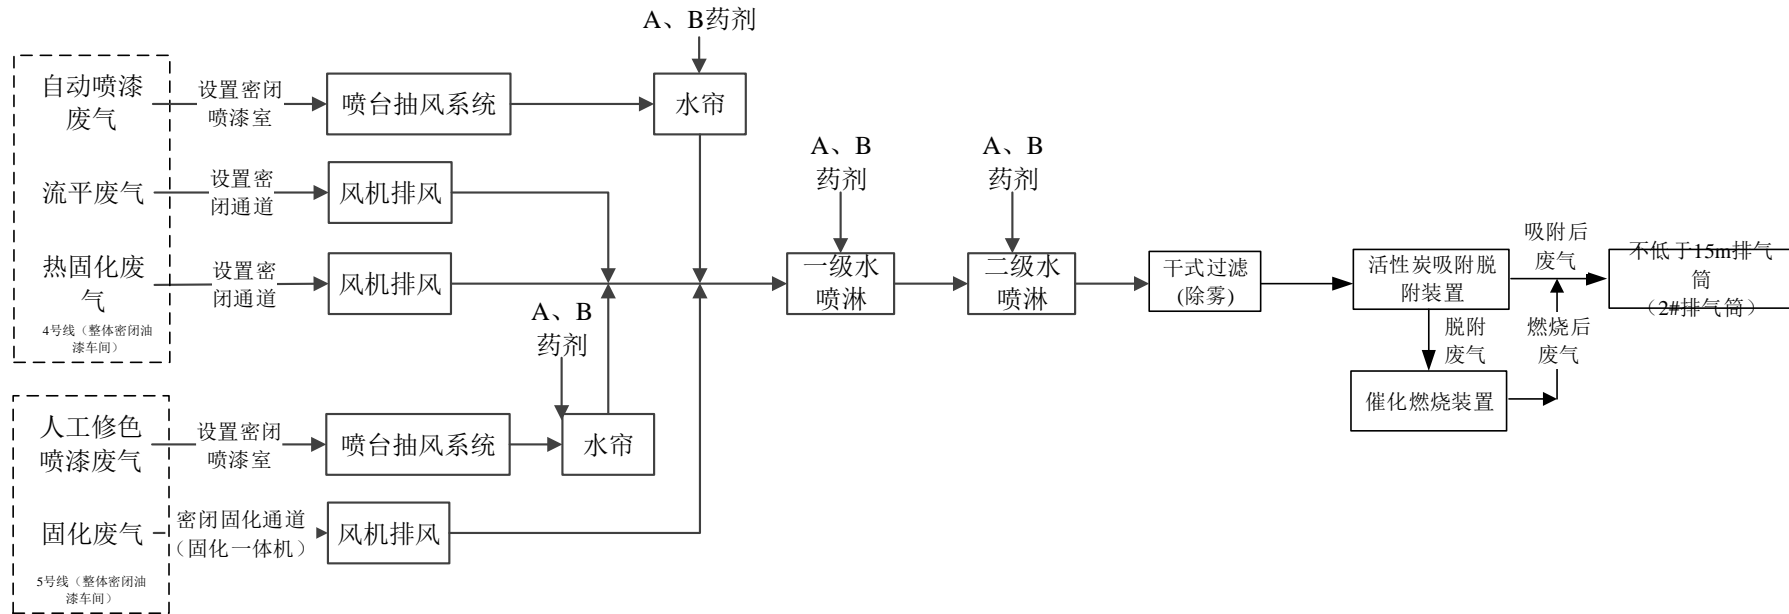 A、B药剂
自动喷漆
废气
设置密闭
喷漆室
喷台抽风系统
水帘
流平废气
设置密
闭通道
风机排风
热固化废
气
设置密
闭通道
风机排风
4号线（整体密闭油
漆车间）
A、B
药剂
人工修色
喷漆废气
设置密闭
喷漆室
喷台抽风系统
水帘
固化废气
密闭固化通道
（固化一体机）
风机排风
5号线（整体密闭油
漆车间）
A、B
药剂
一级水
喷淋
A、B
药剂
二级水
喷淋
干式过滤
(除雾)
活性炭吸附脱
附装置
吸附后
废气
不低于15m排气
筒
（2#排气筒）
脱附
废气
燃烧后
废气
催化燃烧装置